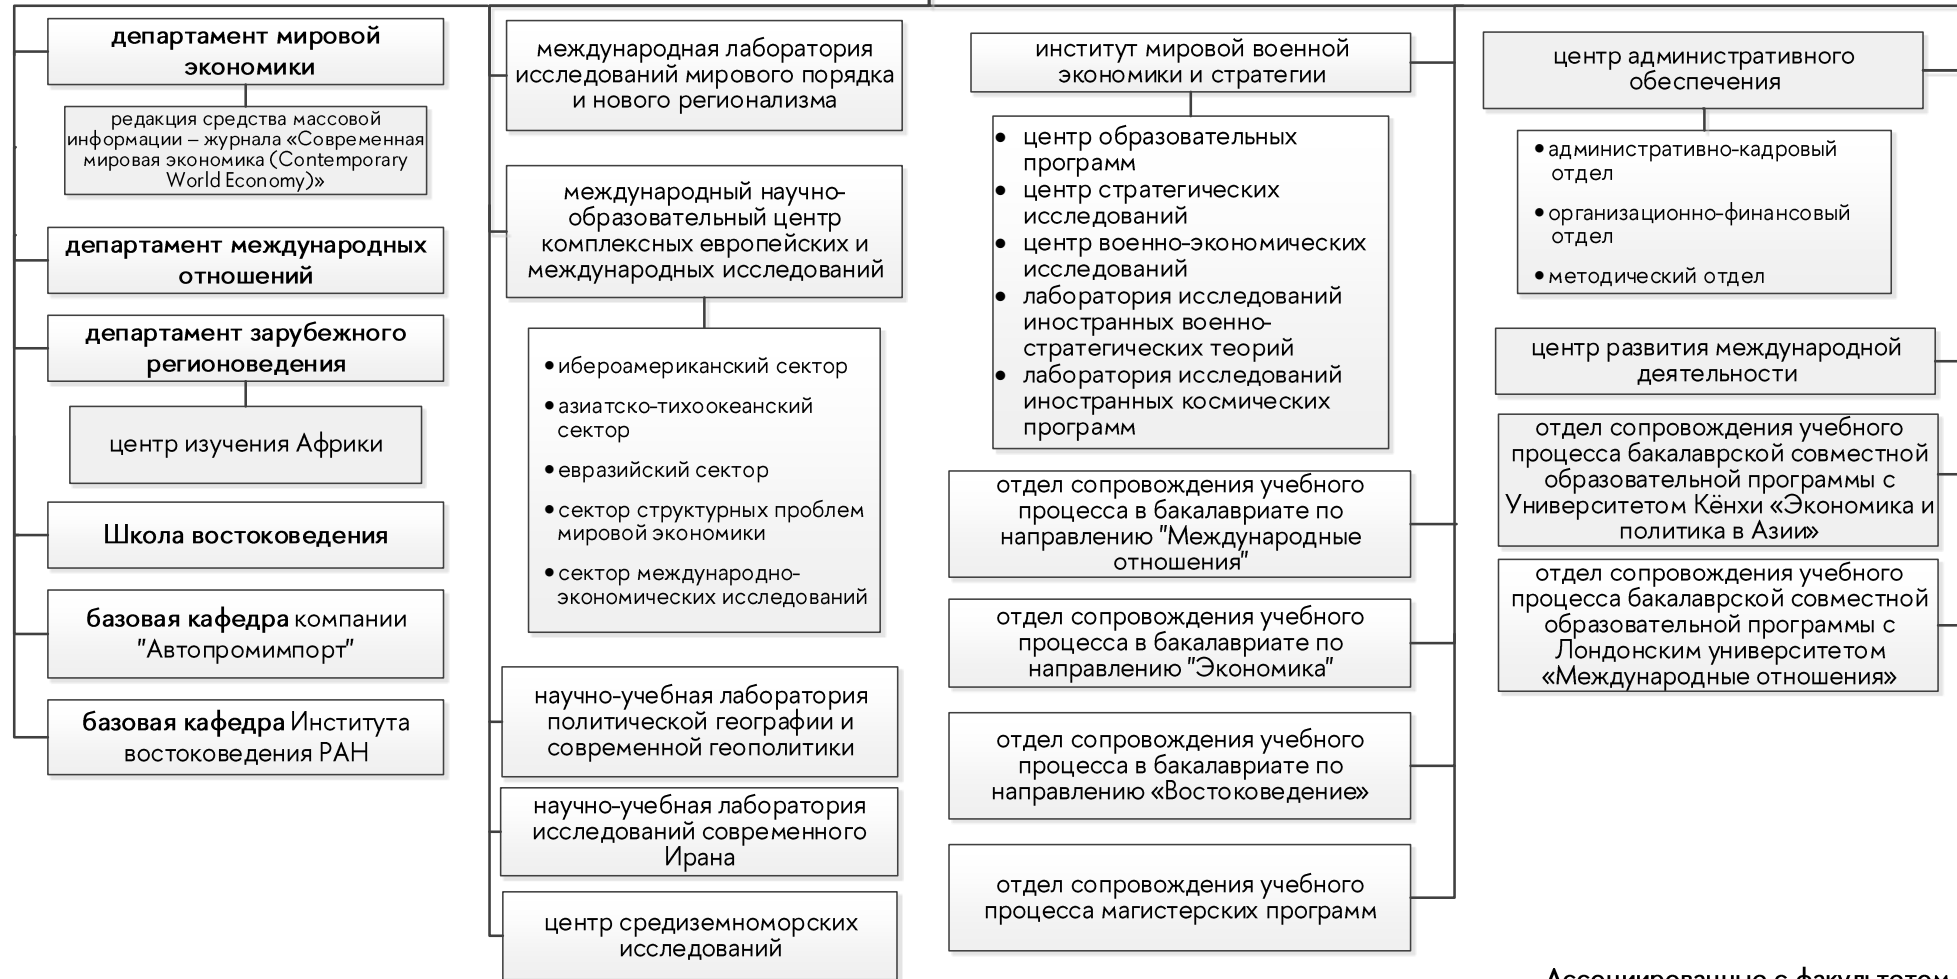 департамент мировой
экономики
редакция средства массовой
информации – журнала «Современная
мировая экономика (Contemporary
World Economy)»
департамент международных
отношений
департамент зарубежного
регионоведения
центр изучения Африки
Школа востоковедения
базовая кафедра компании
"Автопромимпорт"
базовая кафедра Института
востоковедения РАН
международная лаборатория
исследований мирового порядка
и нового регионализма
международный научно-
образовательный центр
комплексных европейских и
международных исследований
• ибероамериканский сектор
• азиатско-тихоокеанский
сектор
• евразийский сектор
• сектор структурных проблем
мировой экономики
• сектор международно-
экономических исследований
научно-учебная лаборатория
политической географии и
современной геополитики
научно-учебная лаборатория
исследований современного
Ирана
центр средиземноморских
исследований
институт мировой военной
экономики и стратегии
• центр образовательных
программ
• центр стратегических
исследований
• центр военно-экономических
исследований
• лаборатория исследований
иностранных военно-
стратегических теорий
• лаборатория исследований
иностранных космических
программ
отдел сопровождения учебного
процесса в бакалавриате по
направлению "Международные
отношения"
отдел сопровождения учебного
процесса в бакалавриате по
направлению "Экономика"
отдел сопровождения учебного
процесса в бакалавриате по
направлению «Востоковедение»
отдел сопровождения учебного
процесса магистерских программ
центр административного
обеспечения
• административно-кадровый
отдел
• организационно-финансовый
отдел
• методический отдел
центр развития международной
деятельности
отдел сопровождения учебного
процесса бакалаврской совместной
образовательной программы с
Университетом Кёнхи «Экономика и
политика в Азии»
отдел сопровождения учебного
процесса бакалаврской совместной
образовательной программы с
Лондонским университетом
«Международные отношения»
Ассоциированные с факультетом